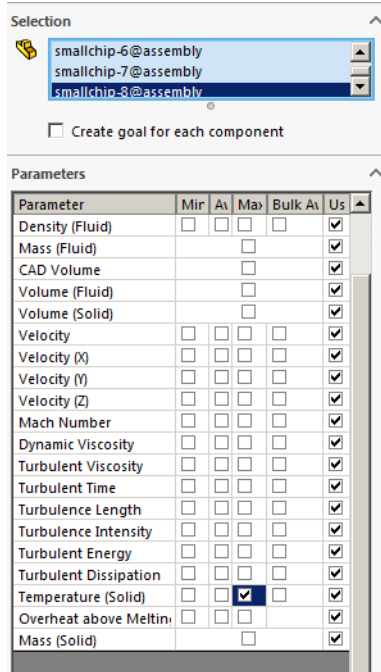 Selection
smallchip-6@assembly
smallchip-7@assembly
smallchip-8@assembly
Create goal for each component
Parameters
Parameter Mir Av Max Bulk Av Us
Density (Fluid)
Mass (Fluid)
CAD Volume
Volume (Fluid)
Volume (Solid)
Velocity
Velocity (X)
Velocity (Y)
Velocity (Z)
Mach Number
Dynamic Viscosity
Turbulent Viscosity
Turbulent Time
Turbulence Length
Turbulence Intensity
Turbulent Energy
Turbulent Dissipation
Temperature (Solid)
Overheat above Melting
Mass (Solid)